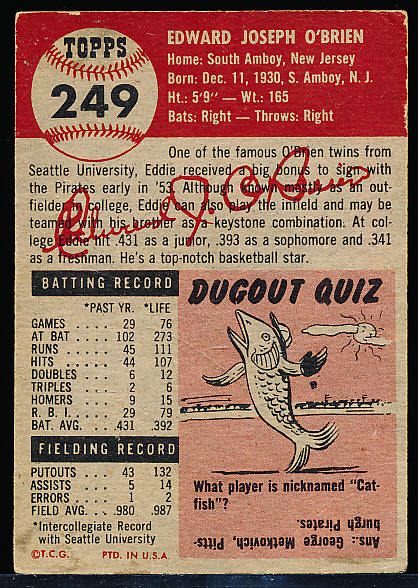 TOPPS
249
EDWARD JOSEPH O'BRIEN
Home: South Amboy, New Jersey
Born: Dec. 11, 1930, S. Amboy, N. J.
Ht.: 5'9" — Wt.: 165
Bats: Right — Throws: Right
One of the famous O'Brien twins from
Seattle University, Eddie received a big bonus to sign with
the Pirates early in '53. Although known mostly as an out-
fielder in college, Eddie can also play the infield and may be
teamed with his brother as a keystone combination. At col-
lege Eddie hit .431 as a junior, .393 as a sophomore and .341
as a freshman. He's a top-notch basketball star.
Edward J. O'Brien
BATTING RECORD
*PAST YR. *LIFE
GAMES 29 76
AT BAT 102 273
RUNS 45 111
HITS 44 107
DOUBLES 6 12
TRIPLES 2 6
HOMERS 9 15
R. B. I. 29 79
BAT. AVG. .431 .392
FIELDING RECORD
PUTOUTS 43 132
ASSISTS 5 14
ERRORS 1 2
FIELD AVG. .980 .987
*Intercollegiate Record
with Seattle University
©T.C.G. PTD. IN U.S.A.
DUGOUT QUIZ
What player is nicknamed "Cat-
fish"?
Ans.: George Metkovich, Pitts-
burgh Pirates.